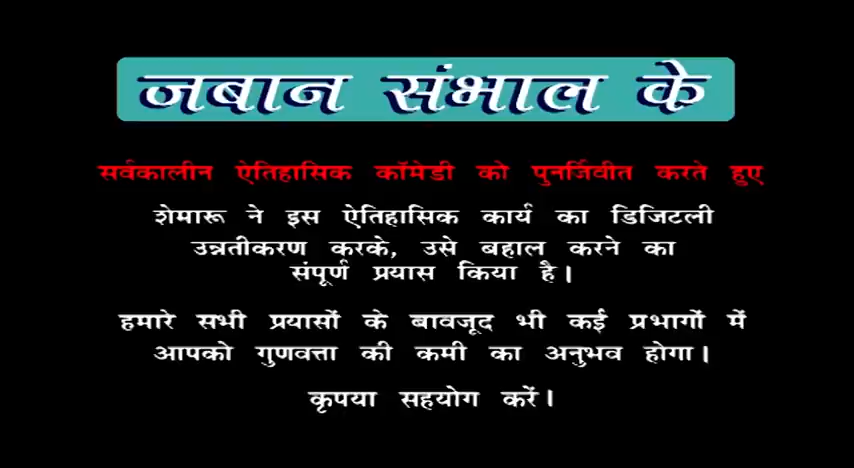 जबान संभाल के
सर्वकालीन ऐतिहासिक कॉमेडी को पुनर्जिवीत करते हुए
शेमारू ने इस ऐतिहासिक कार्य का डिजिटली
उन्नतीकरण करके, उसे बहाल करने का
संपूर्ण प्रयास किया है।
हमारे सभी प्रयासों के बावजूद भी कई प्रभागों में
आपको गुणवत्ता की कमी का अनुभव होगा।
कृपया सहयोग करें।